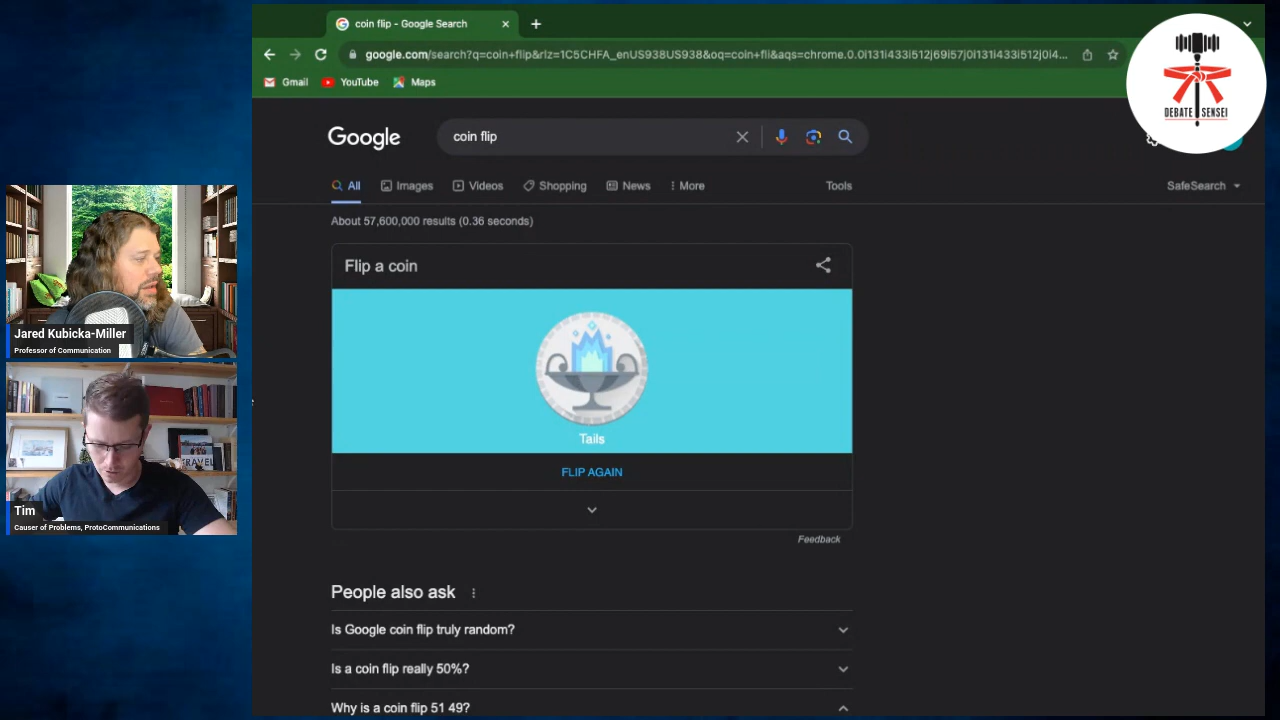 coin flip - Google Search
google.com/search?q=coin+flip&rlz=1C5CHFA_enUS938US938&oq=coin+fli&aqs=chrome.0.0i131i433i512j69i57j0i131i433i512j0i4...
Gmail
YouTube
Maps
DEBATE SENSEI
Google
coin flip
All
Images
Videos
Shopping
News
More
Tools
SafeSearch
About 57,600,000 results (0.36 seconds)
Flip a coin
Tails
FLIP AGAIN
Feedback
People also ask
Is Google coin flip truly random?
Is a coin flip really 50%?
Why is a coin flip 51 49?
Jared Kubicka-Miller
Professor of Communication
TRAVEL
Tim
Causer of Problems, ProtoCommunications